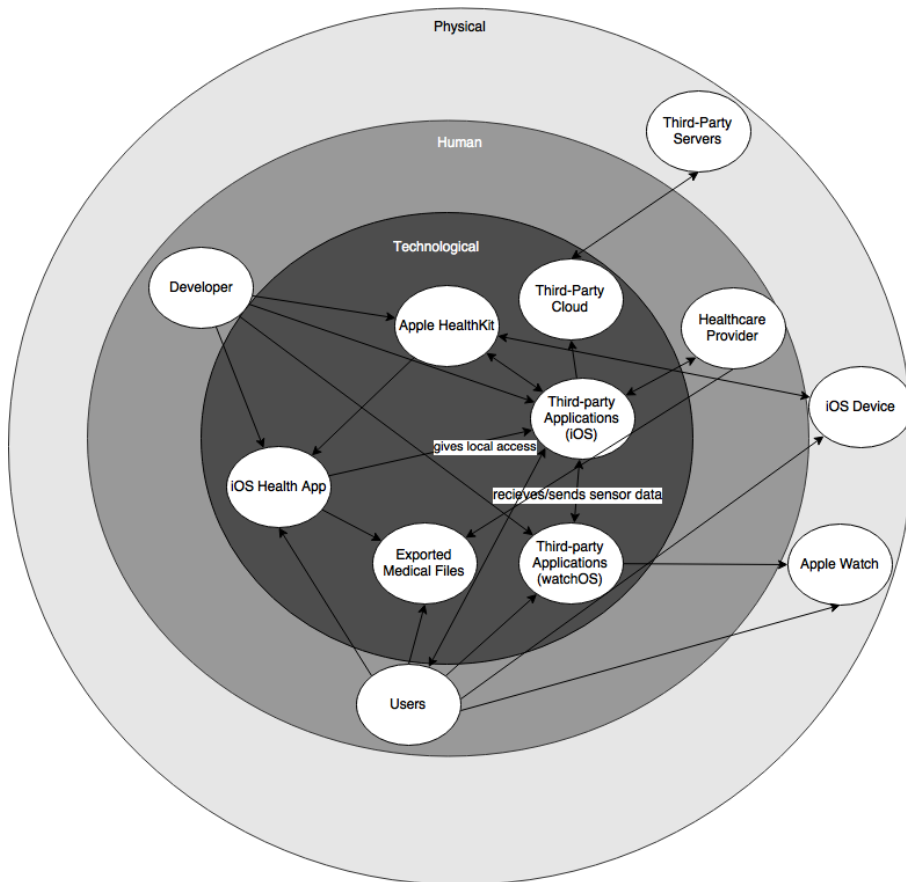 Physical
Third-Party
Servers
Human
Technological
Developer
Third-Party
Cloud
Apple HealthKit
Healthcare
Provider
Third-party
Applications
(iOS)
iOS Device
gives local access
iOS Health App
recieves/sends sensor data
Exported
Medical Files
Third-party
Applications
(watchOS)
Apple Watch
Users